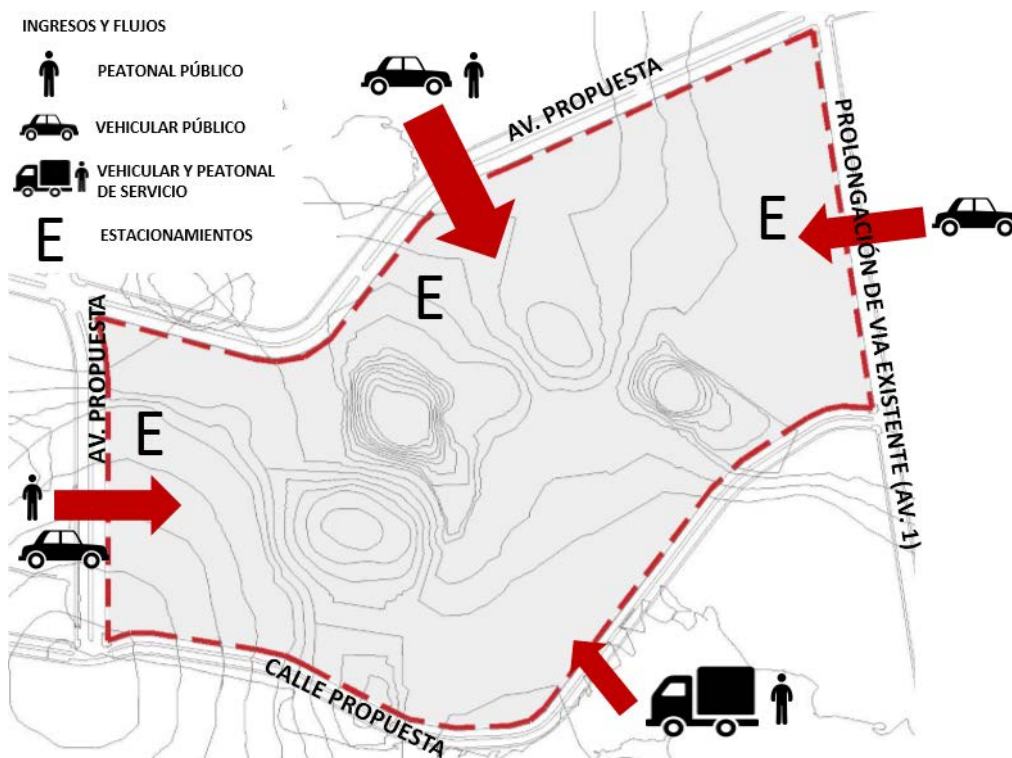 INGRESOS Y FLUJOS
PEATONAL PÚBLICO
VEHICULAR PÚBLICO
VEHICULAR Y PEATONAL
DE SERVICIO
E
ESTACIONAMIENTOS
AV. PROPUESTA
PROLONGACIÓN DE VIA EXISTENTE (AV. 1)
E
E
AV. PROPUESTA
E
CALLE PROPUESTA